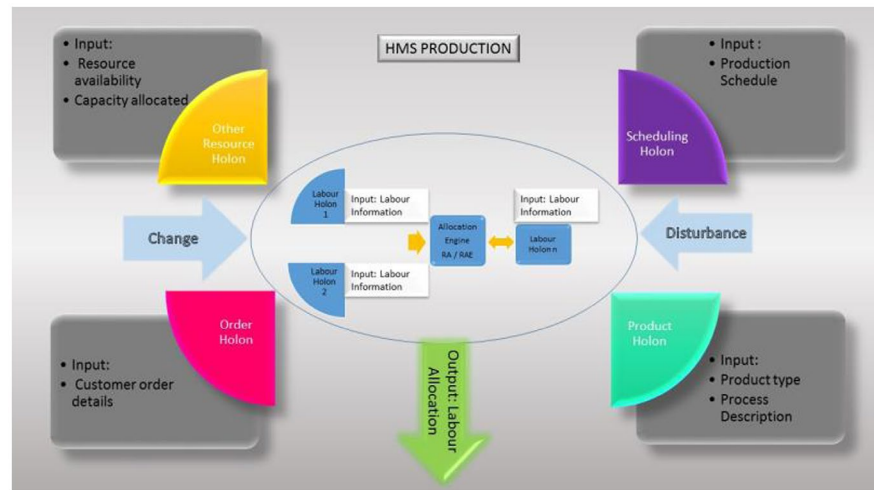 HMS PRODUCTION
• Input:
• Resource
availability
• Capacity allocated
Other
Resource
Holon
• Input :
• Production
Schedule
Scheduling
Holon
Change
Labour
Holon
1
Input: Labour
Information
Input: Labour
Information
Allocation
Engine
RA / RAE
Labour
Holon n
Labour
Holon
2
Input: Labour
Information
Disturbance
Order
Holon
• Input:
• Customer order
details
Output: Labour
Allocation
Product
Holon
• Input:
• Product type
• Process
Description